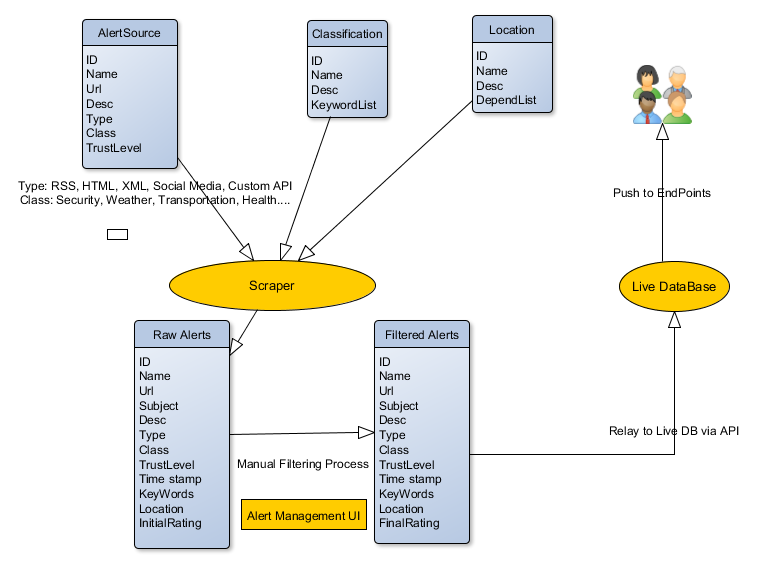 AlertSource
ID
Name
Url
Desc
Type
Class
TrustLevel
Classification
ID
Name
Desc
KeywordList
Location
ID
Name
Desc
DependList
Type: RSS, HTML, XML, Social Media, Custom API
Class: Security, Weather, Transportation, Health....
Push to EndPoints
Scraper
Live DataBase
Raw Alerts
ID
Name
Url
Subject
Desc
Type
Class
TrustLevel
Time stamp
KeyWords
Location
InitialRating
Manual Filtering Process
Alert Management UI
Filtered Alerts
ID
Name
Url
Subject
Desc
Type
Class
TrustLevel
Time stamp
KeyWords
Location
FinalRating
Relay to Live DB via API